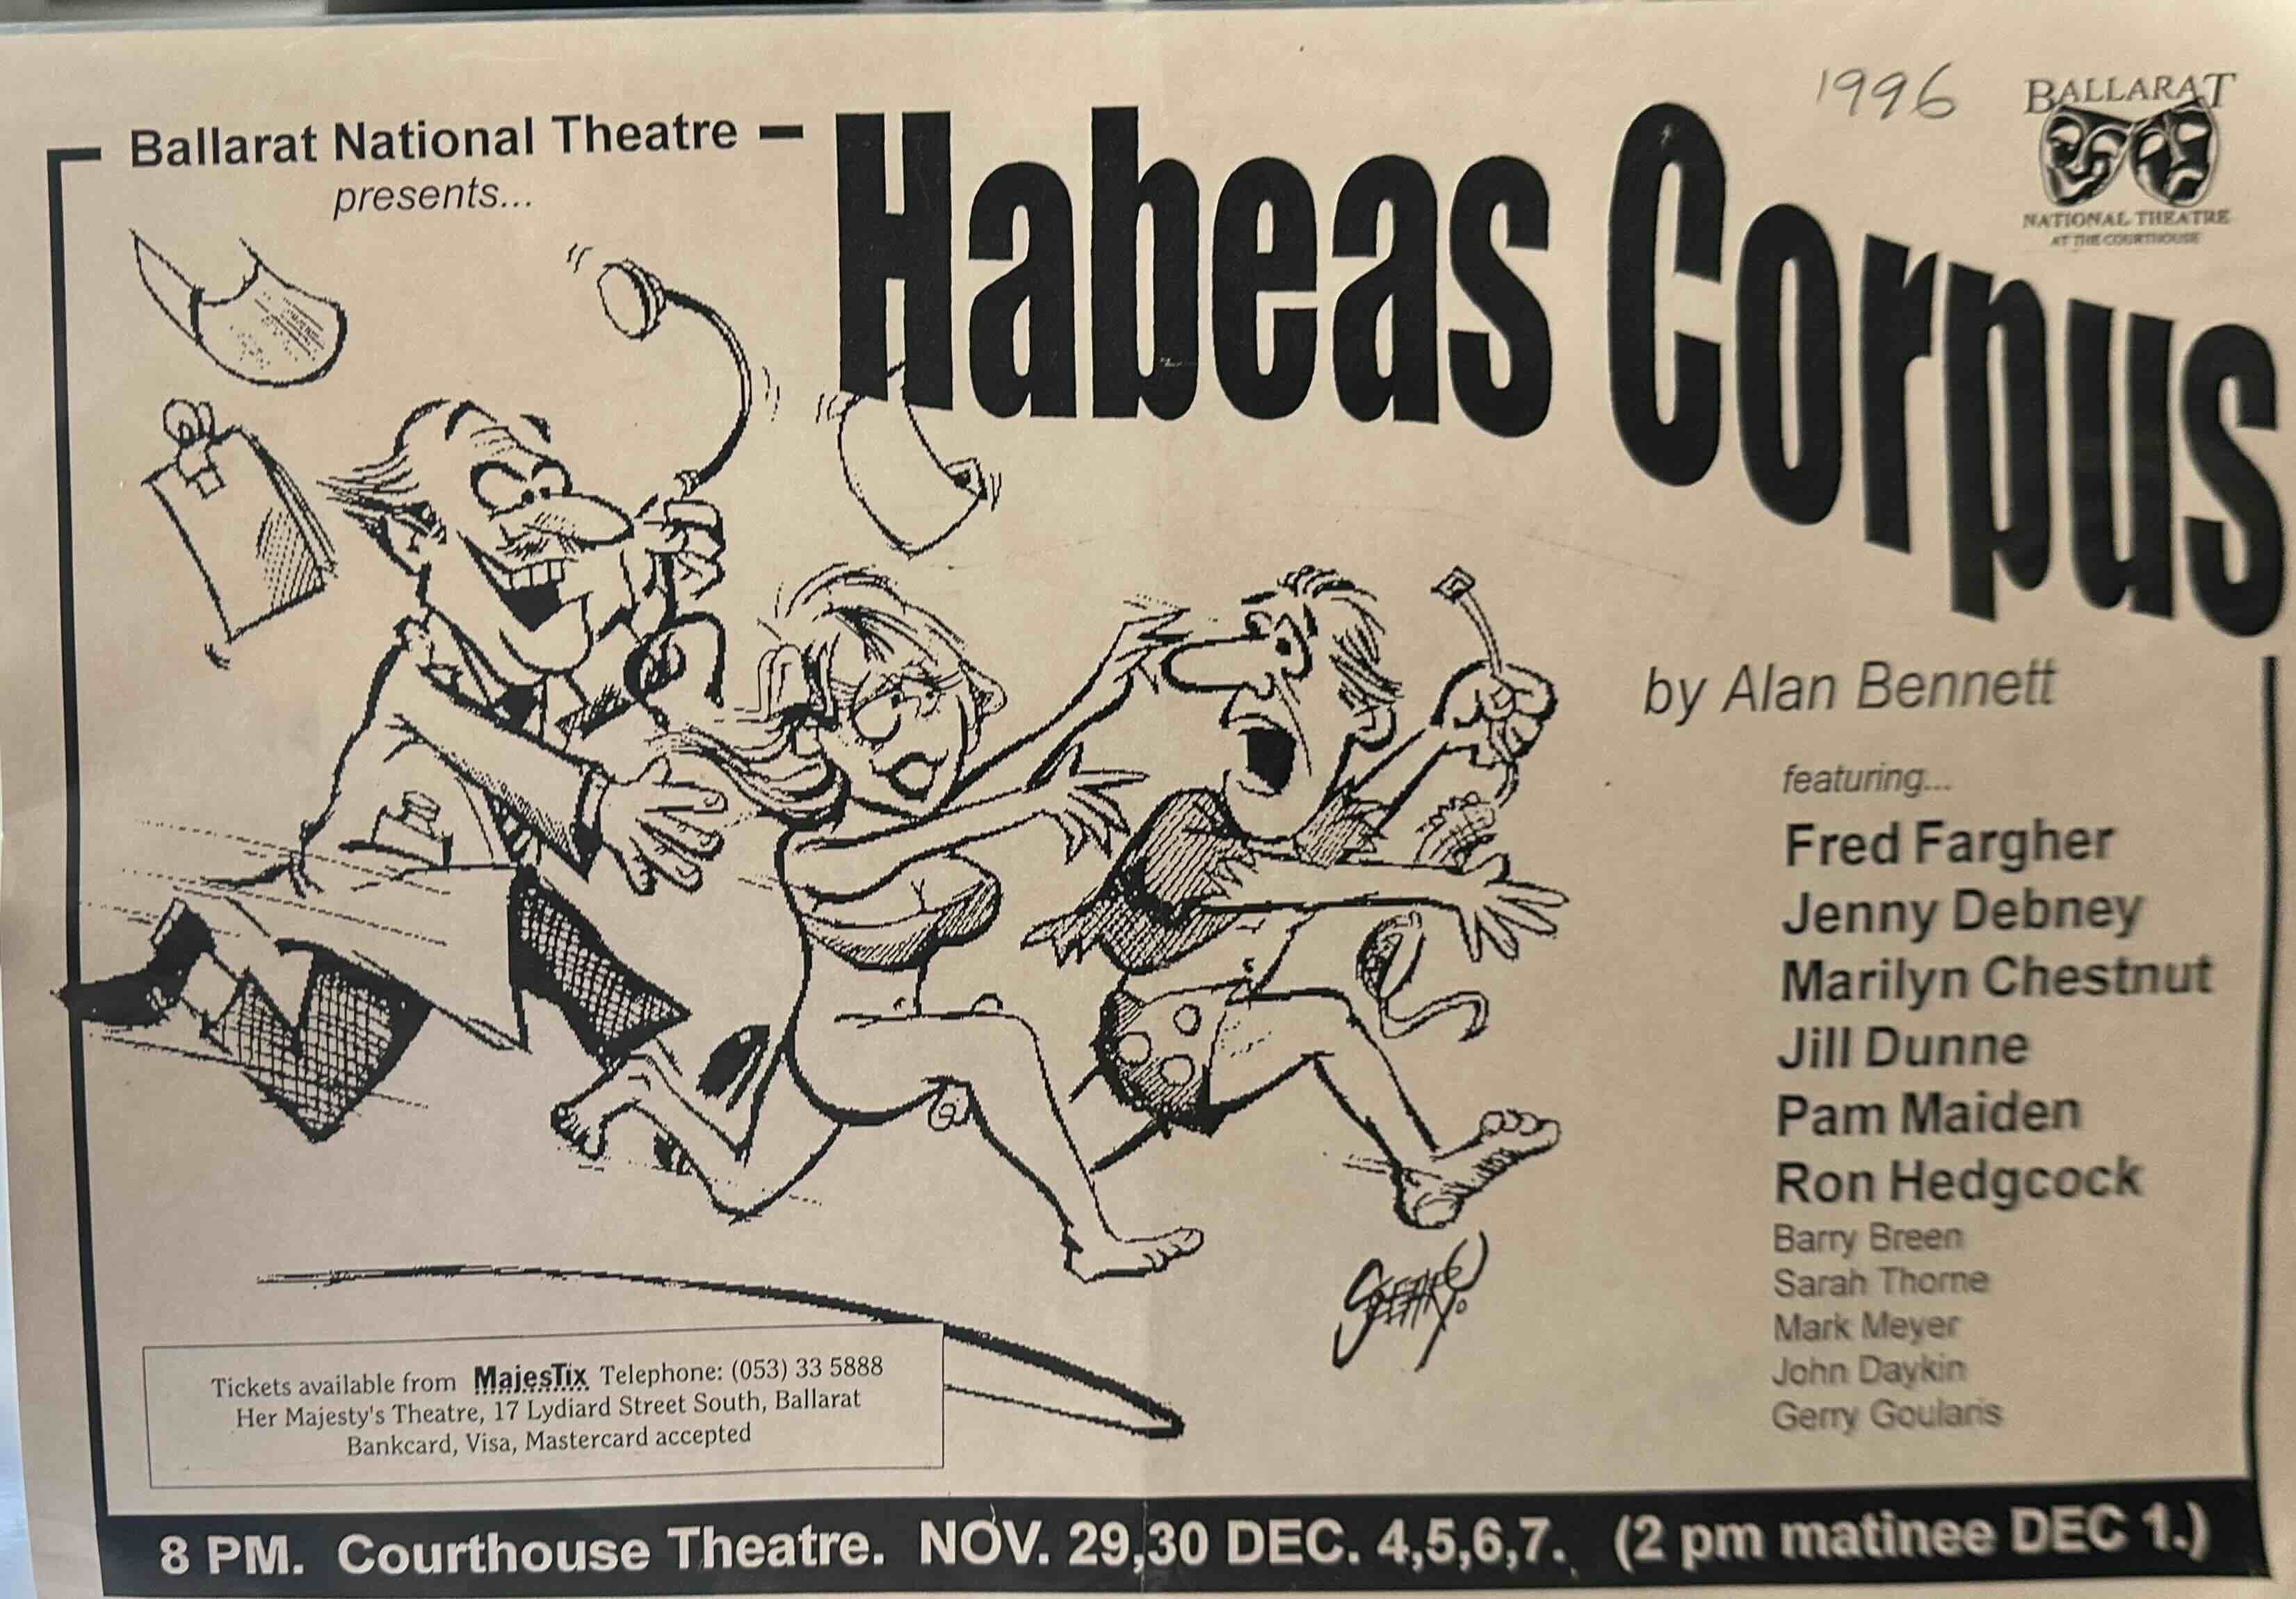 1996
BALLARAT
NATIONAL THEATRE
AT THE COURTHOUSE
Ballarat National Theatre
presents...
Habeas Corpus
by Alan Bennett
featuring...
Fred Fargher
Jenny Debney
Marilyn Chestnut
Jill Dunne
Pam Maiden
Ron Hedgcock
Barry Breen
Sarah Thorne
Mark Meyer
John Daykin
Gerry Goularis
Tickets available from MajesTix Telephone: (053) 33 5888
Her Majesty's Theatre, 17 Lydiard Street South, Ballarat
Bankcard, Visa, Mastercard accepted
8 PM. Courthouse Theatre. NOV. 29,30 DEC. 4,5,6,7. (2 pm matinee DEC 1.)